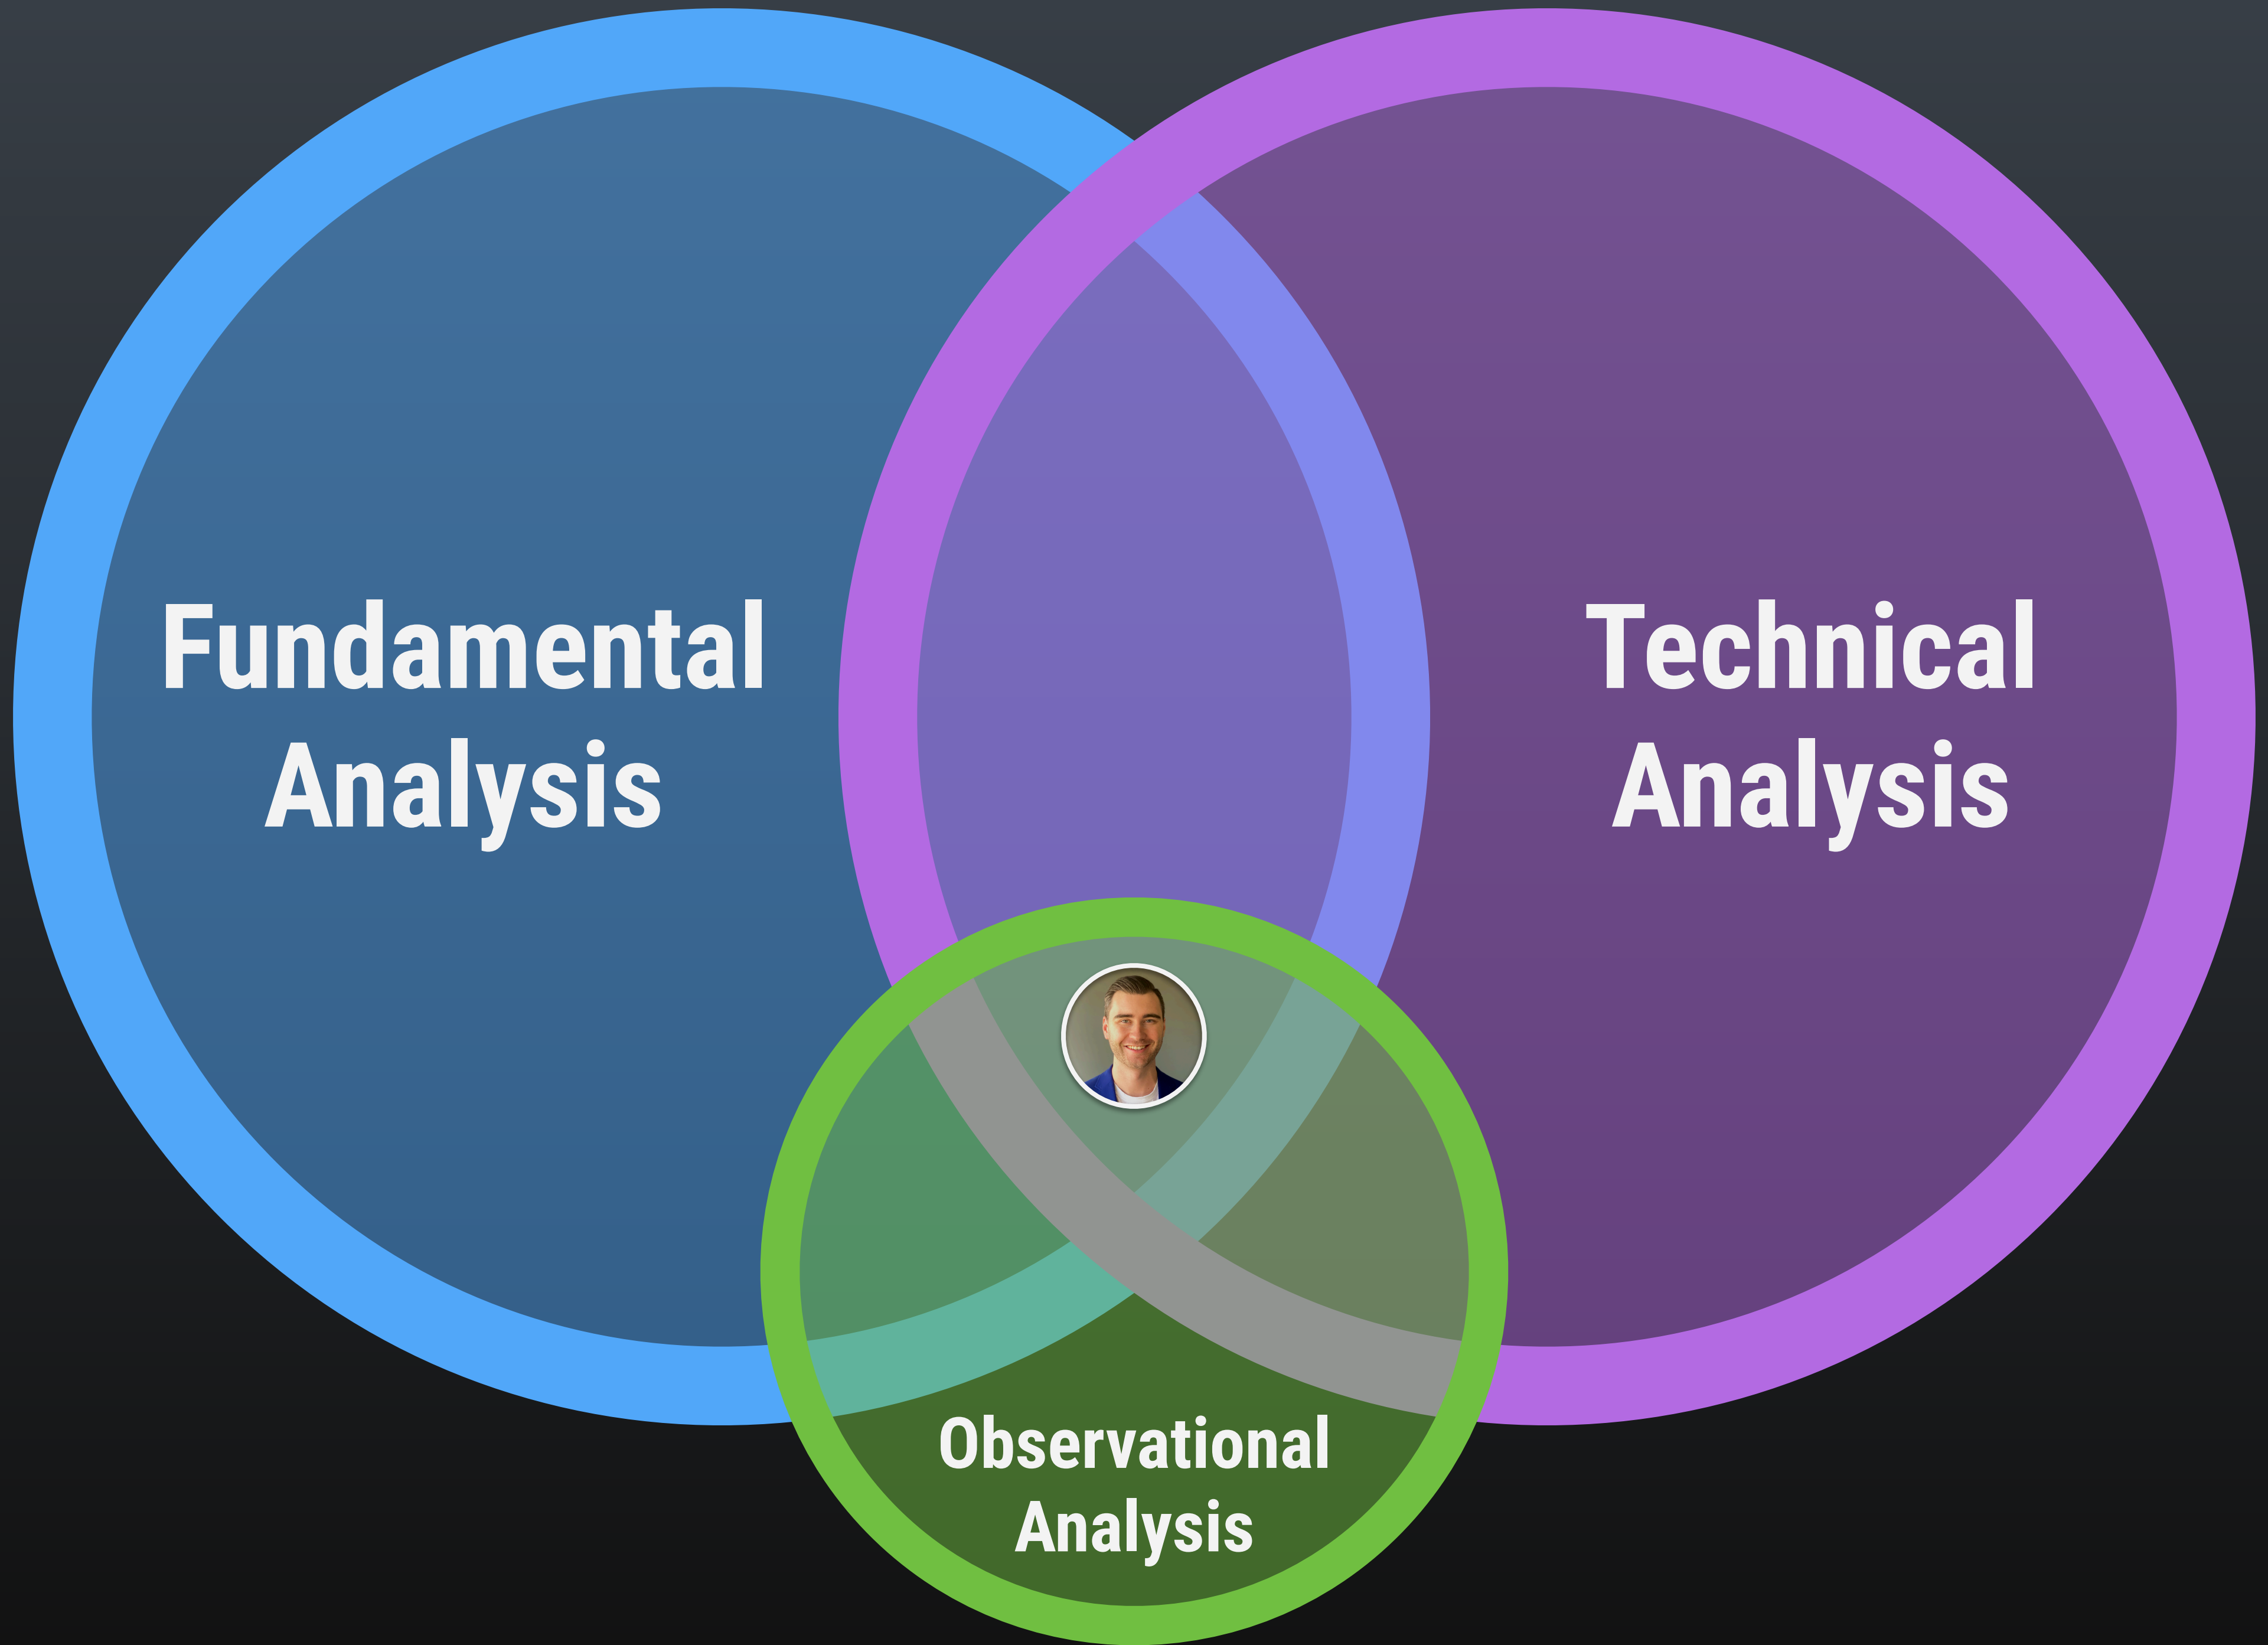 Fundamental
Analysis
Technical
Analysis
Observational
Analysis